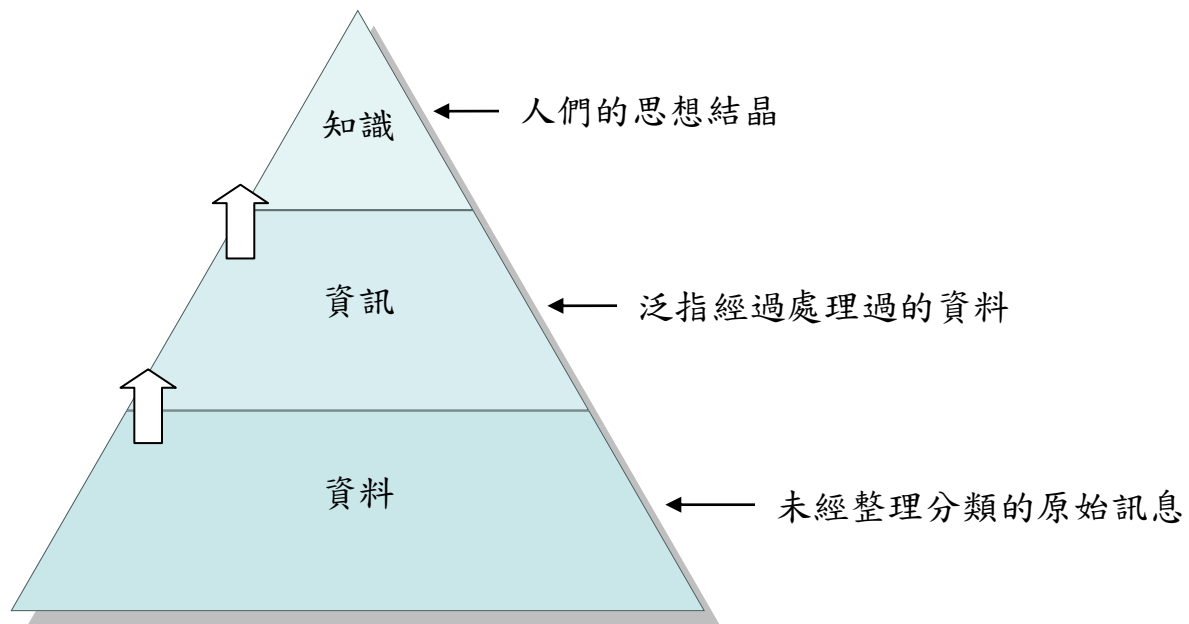 知識
人們的思想結晶
資訊
泛指經過處理過的資料
資料
未經整理分類的原始訊息